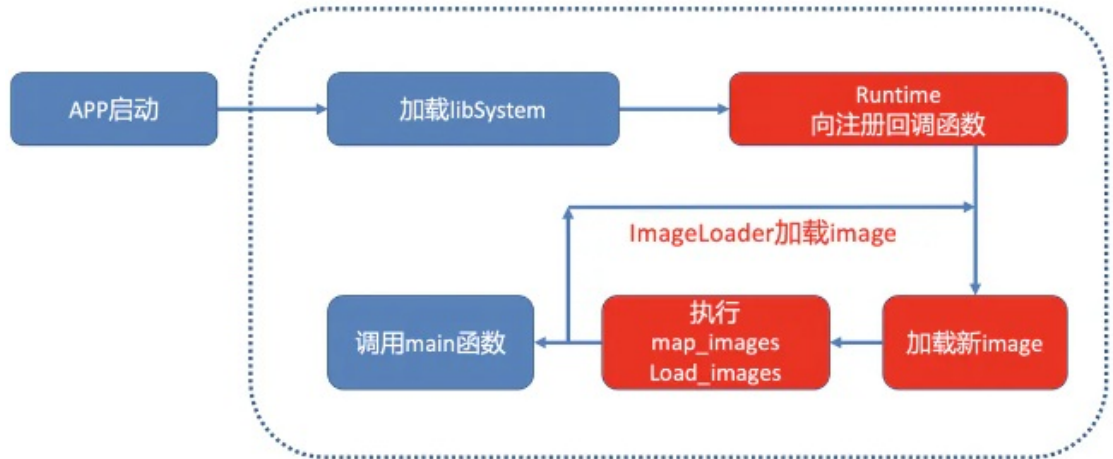 APP启动
加载libSystem
Runtime
向注册回调函数
ImageLoader加载image
调用main函数
执行
map_images
Load_images
加载新image